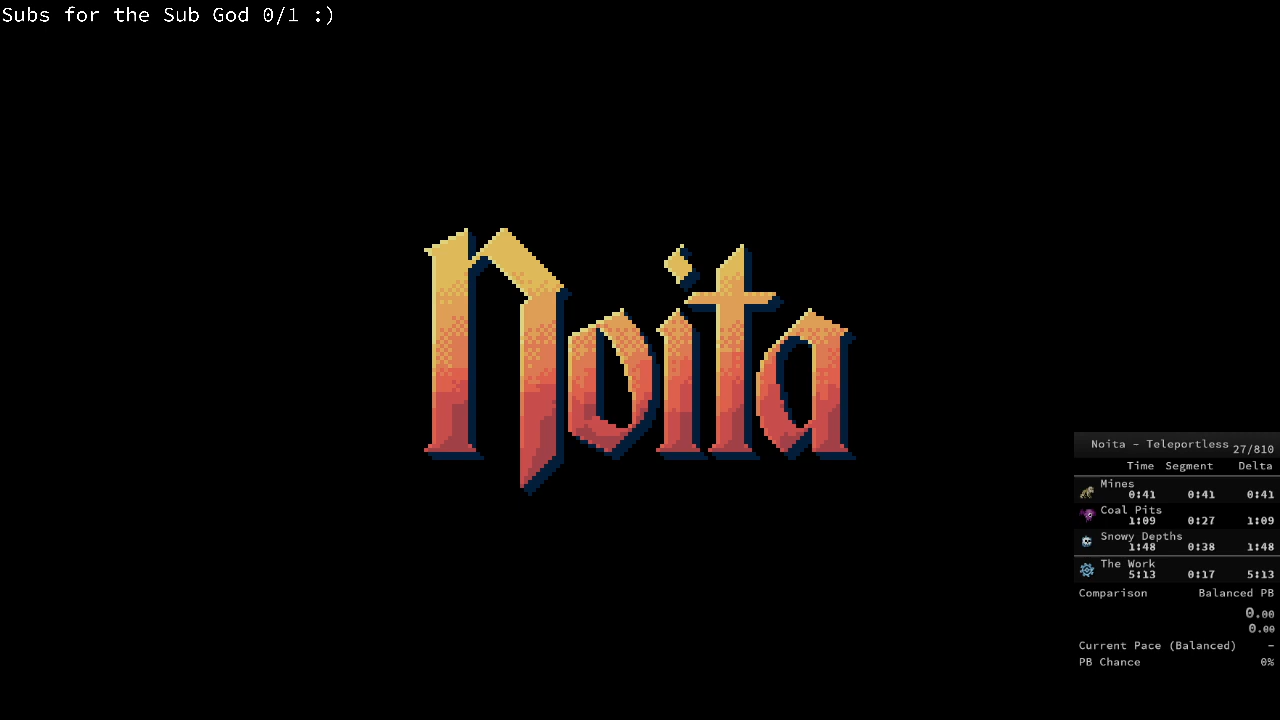 Subs for the Sub God 0/1 :)
Noita
Noita - Teleportless 27/810
Time Segment Delta
Mines
0:41 0:41 0:41
Coal Pits
1:09 0:27 1:09
Snowy Depths
1:48 0:38 1:48
The Work
5:13 0:17 5:13
Comparison Balanced PB
0.00
0.00
Current Pace (Balanced) -
PB Chance 0%